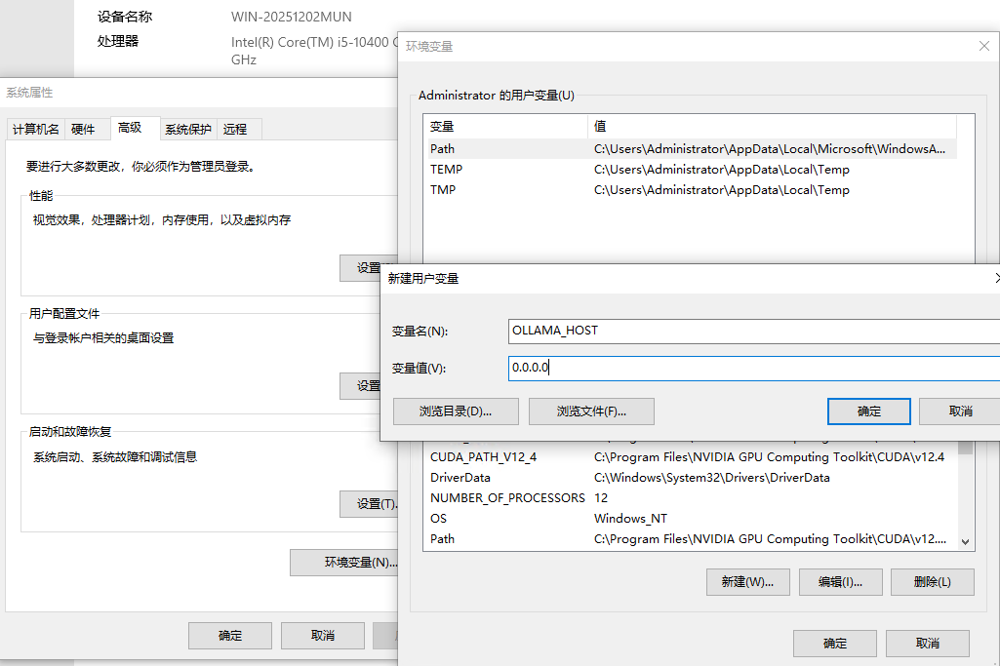 设备名称 WIN-20251202MUN
处理器 Intel(R) Core(TM) i5-10400
GHz
系统属性
计算机名 硬件 高级 系统保护 远程
要进行大多数更改，你必须作为管理员登录。
性能
视觉效果，处理器计划，内存使用，以及虚拟内存
设置
用户配置文件
与登录帐户相关的桌面设置
设置
启动和故障恢复
系统启动、系统故障和调试信息
设置(T)..
环境变量(N)...
确定 取消
环境变量
Administrator 的用户变量(U)
变量 值
Path C:\Users\Administrator\AppData\Local\Microsoft\WindowsA...
TEMP C:\Users\Administrator\AppData\Local\Temp
TMP C:\Users\Administrator\AppData\Local\Temp
新建用户变量
变量名(N): OLLAMA_HOST
变量值(V): 0.0.0.0
浏览目录(D)... 浏览文件(F)... 确定 取消
CUDA_PATH_V12_4 C:\Program Files\NVIDIA GPU Computing Toolkit\CUDA\v12.4
DriverData C:\Windows\System32\Drivers\DriverData
NUMBER_OF_PROCESSORS 12
OS Windows_NT
Path C:\Program Files\NVIDIA GPU Computing Toolkit\CUDA\v12....
新建(W)... 编辑(I)... 删除(L)
确定 取消